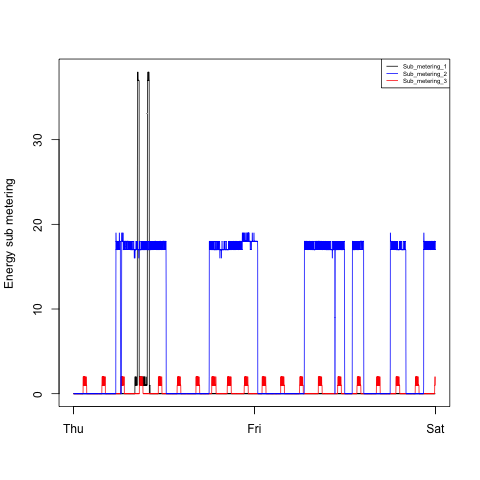 Sub_metering_1
Sub_metering_2
Sub_metering_3
Energy sub metering
30
20
10
0
Thu
Fri
Sat